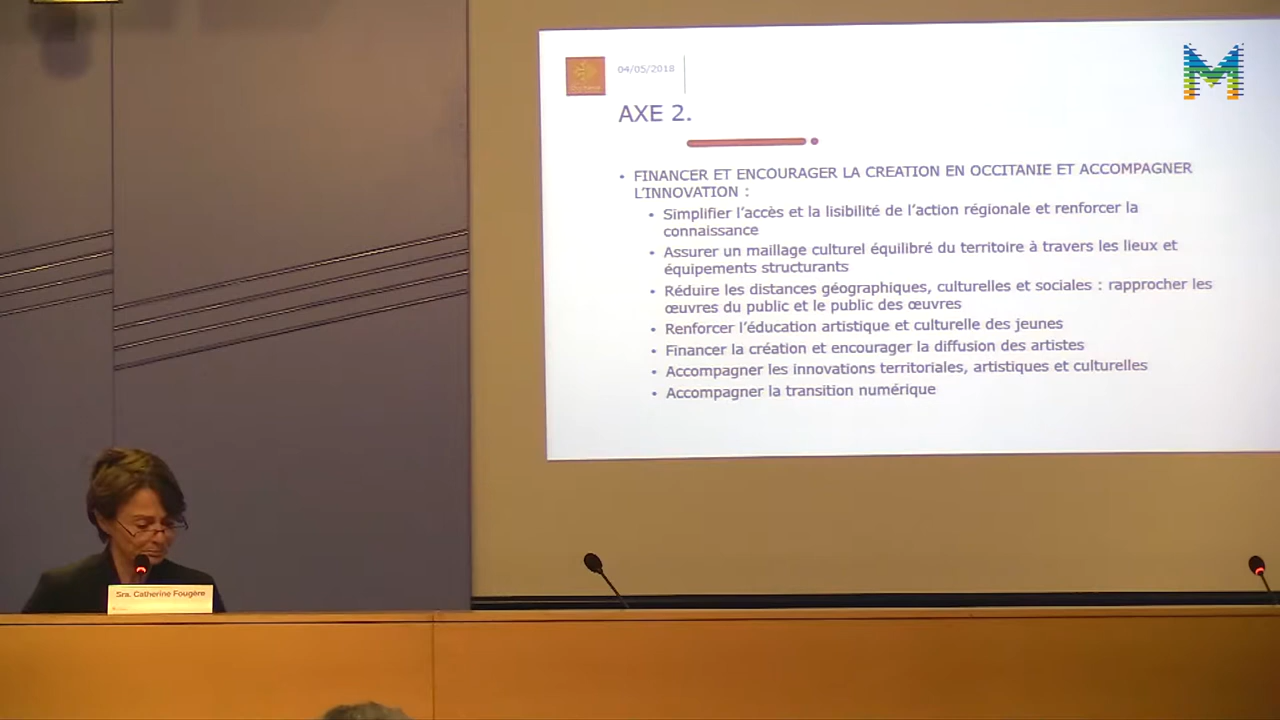 04/05/2018
AXE 2.
• FINANCER ET ENCOURAGER LA CREATION EN OCCITANIE ET ACCOMPAGNER
L'INNOVATION :
• Simplifier l'accès et la lisibilité de l'action régionale et renforcer la
connaissance
• Assurer un maillage culturel équilibré du territoire à travers les lieux et
équipements structurants
• Réduire les distances géographiques, culturelles et sociales : rapprocher les
œuvres du public et le public des œuvres
• Renforcer l'éducation artistique et culturelle des jeunes
• Financer la création et encourager la diffusion des artistes
• Accompagner les innovations territoriales, artistiques et culturelles
• Accompagner la transition numérique
Sra. Catherine Fougère
M